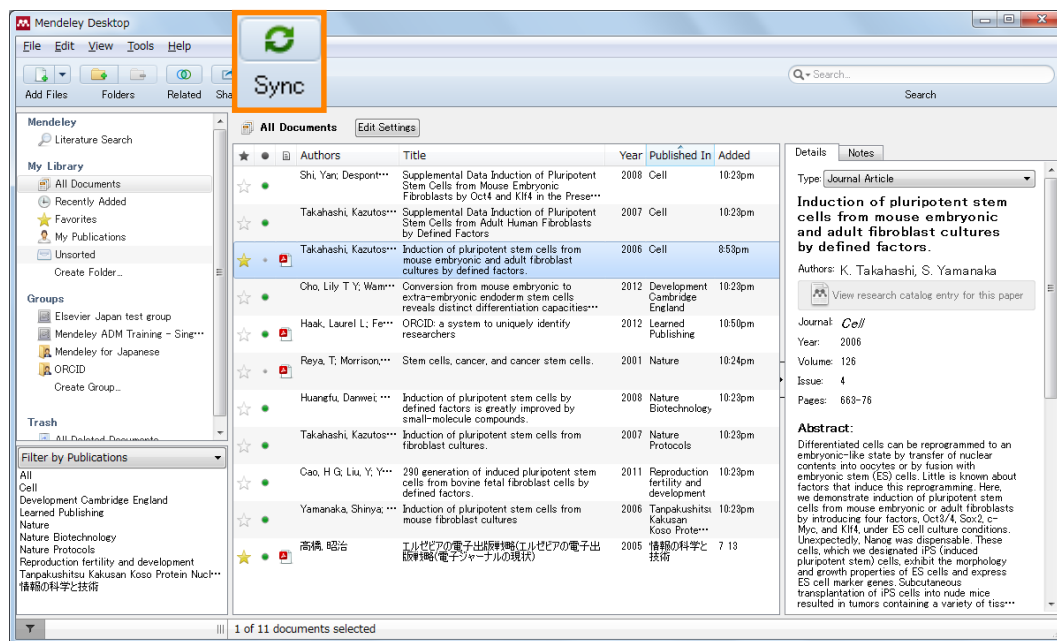 Mendeley Desktop
File Edit View Tools Help
Sync
Add Files Folders Related Sha
Search...
Search
Mendeley
Literature Search
My Library
All Documents
Recently Added
Favorites
My Publications
Unsorted
Create Folder...
Groups
Elsevier Japan test group
Mendeley ADM Training - Sing...
Mendeley for Japanese
ORCID
Create Group...
Trash
All Deleted Documents
Filter by Publications
All
Cell
Development Cambridge England
Learned Publishing
Nature
Nature Biotechnology
Nature Protocols
Reproduction fertility and development
Tanpakushitsu Kakusan Koso Protein Nucl...
情報の科学と技術
All Documents Edit Settings
Authors Title Year Published In Added
Shi, Yan; Despont... Supplemental Data Induction of Pluripotent 2008 Cell 10:23pm
Stem Cells from Mouse Embryonic
Fibroblasts by Oct4 and Klf4 in the Prese...
Takahashi, Kazutos... Supplemental Data Induction of Pluripotent 2007 Cell 10:23pm
Stem Cells from Adult Human Fibroblasts
by Defined Factors
Takahashi, Kazutos... Induction of pluripotent stem cells from 2006 Cell 8:53pm
mouse embryonic and adult fibroblast
cultures by defined factors.
Cho, Lily T Y; Wam... Conversion from mouse embryonic to 2012 Development 10:23pm
extra-embryonic endoderm stem cells Cambridge
reveals distinct differentiation capacities... England
Haak, Laurel L; Fe... ORCID: a system to uniquely identify 2012 Learned 10:50pm
researchers Publishing
Reya, T; Morrison,... Stem cells, cancer, and cancer stem cells. 2001 Nature 10:24pm
Huangfu, Danwei; ... Induction of pluripotent stem cells by 2008 Nature 10:23pm
defined factors is greatly improved by Biotechnology
small-molecule compounds.
Takahashi, Kazutos... Induction of pluripotent stem cells from 2007 Nature 10:23pm
fibroblast cultures. Protocols
Cao, H G; Liu, Y; Y... 290 generation of induced pluripotent stem 2011 Reproduction 10:23pm
cells from bovine fetal fibroblast cells by fertility and
defined factors. development
Yamanaka, Shinya; ... Induction of pluripotent stem cells from 2006 Tanpakushitsu 10:23pm
mouse fibroblast cultures Kakusan
Koso Prote...
高橋, 昭治 エルゼビアの電子出版戦略(エルゼビアの電子出 2005 情報の科学と 7 13
版戦略(電子ジャーナルの現状) 技術
Details Notes
Type: Journal Article
Induction of pluripotent stem
cells from mouse embryonic
and adult fibroblast cultures
by defined factors.
Authors: K. Takahashi, S. Yamanaka
View research catalog entry for this paper
Journal: Cell
Year: 2006
Volume: 126
Issue: 4
Pages: 663-76
Abstract:
Differentiated cells can be reprogrammed to an
embryonic-like state by transfer of nuclear
contents into oocytes or by fusion with
embryonic stem (ES) cells. Little is known about
factors that induce this reprogramming. Here,
we demonstrate induction of pluripotent stem
cells from mouse embryonic or adult fibroblasts
by introducing four factors, Oct3/4, Sox2, c-
Myc, and Klf4, under ES cell culture conditions.
Unexpectedly, Nanog was dispensable. These
cells, which we designated iPS (induced
pluripotent stem) cells, exhibit the morphology
and growth properties of ES cells and express
ES cell marker genes. Subcutaneous
transplantation of iPS cells into nude mice
resulted in tumors containing a variety of tiss...
1 of 11 documents selected